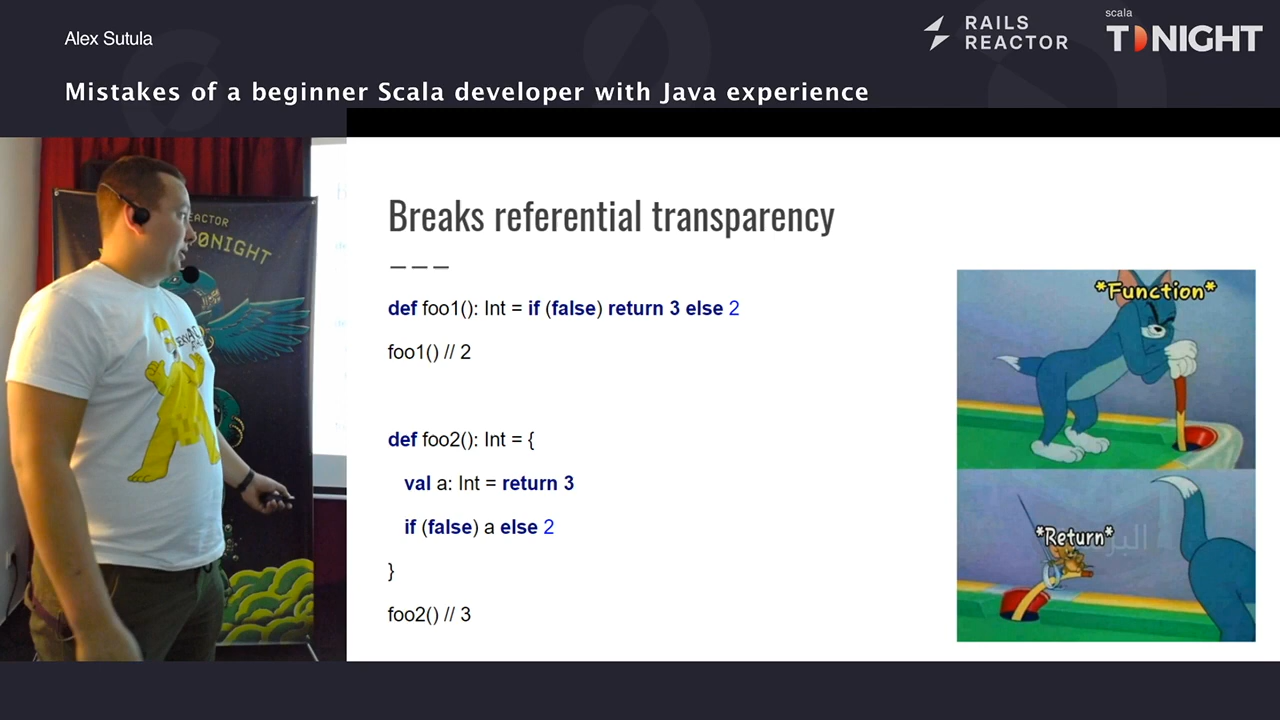 Alex Sutula
RAILS
REACTOR
scala
TONIGHT
Mistakes of a beginner Scala developer with Java experience
REACTOR
Breaks referential transparency
———
def foo1(): Int = if (false) return 3 else 2
foo1() // 2
def foo2(): Int = {
val a: Int = return 3
if (false) a else 2
}
foo2() // 3
*Function*
*Return*